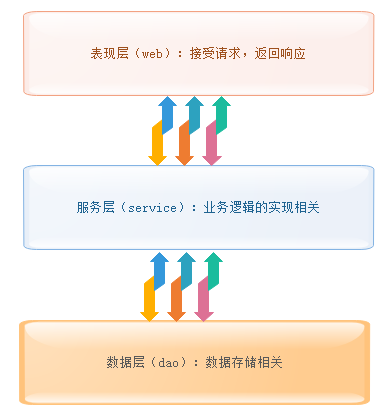 表现层（web）：接受请求，返回响应
服务层（service）：业务逻辑的实现相关
数据层（dao）：数据存储相关